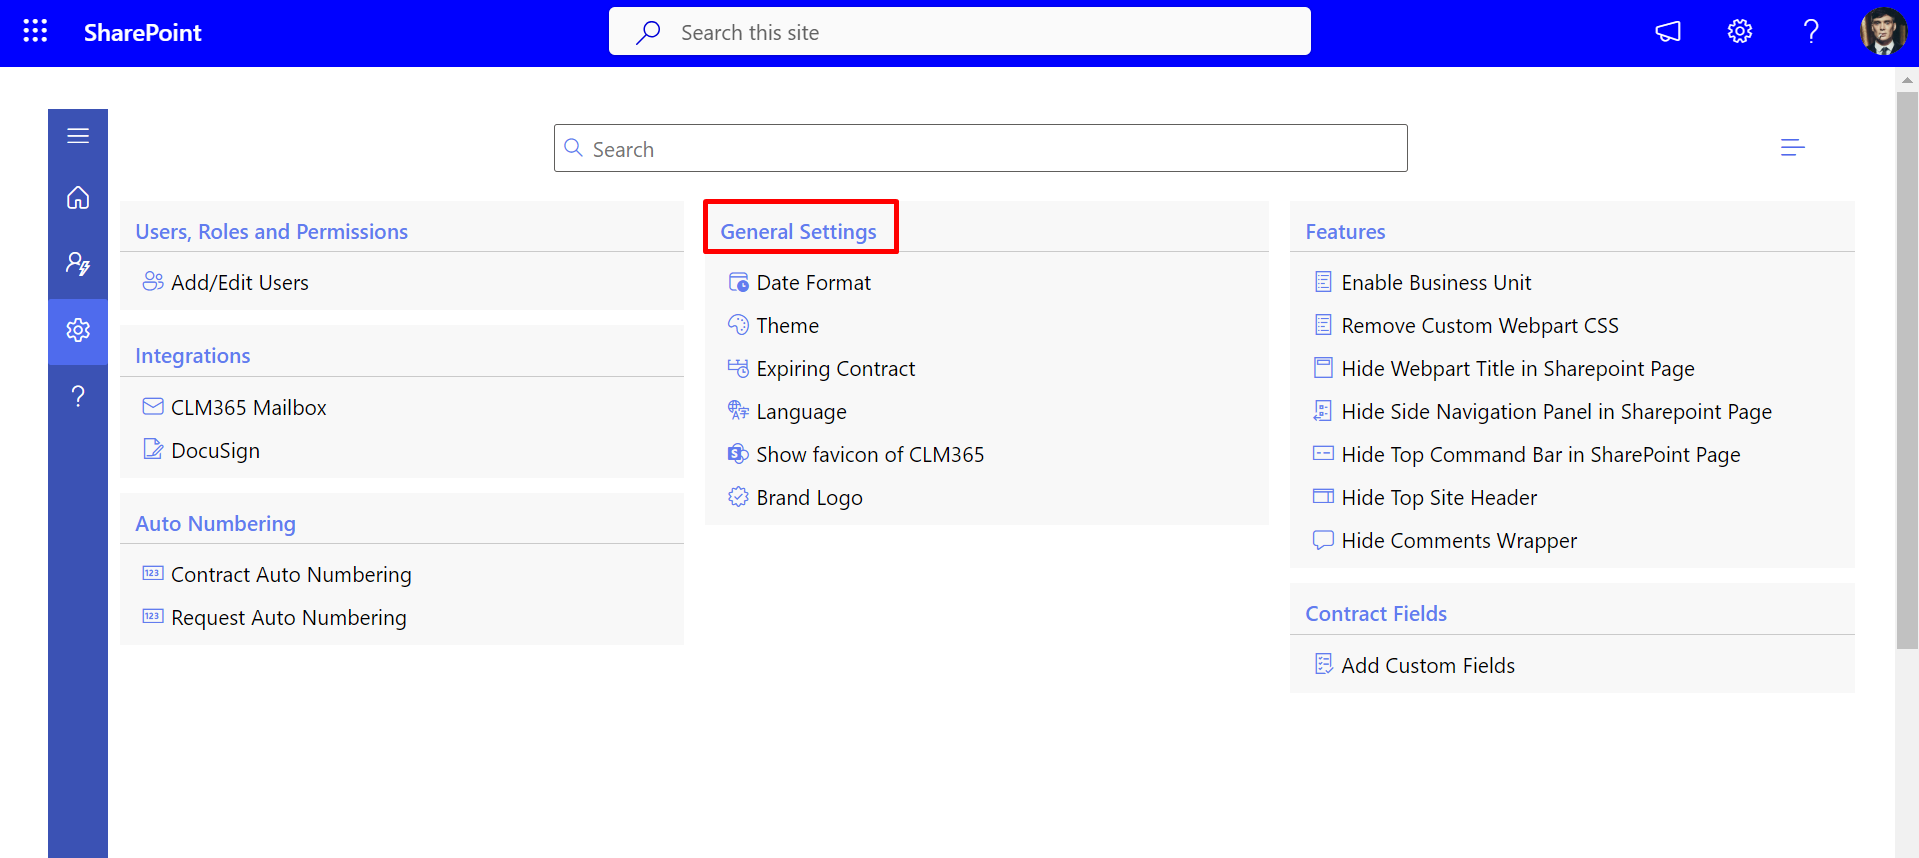 SharePoint
Search this site
Search
Users, Roles and Permissions
Add/Edit Users
Integrations
CLM365 Mailbox
DocuSign
Auto Numbering
Contract Auto Numbering
Request Auto Numbering
General Settings
Date Format
Theme
Expiring Contract
Language
Show favicon of CLM365
Brand Logo
Features
Enable Business Unit
Remove Custom Webpart CSS
Hide Webpart Title in Sharepoint Page
Hide Side Navigation Panel in Sharepoint Page
Hide Top Command Bar in SharePoint Page
Hide Top Site Header
Hide Comments Wrapper
Contract Fields
Add Custom Fields